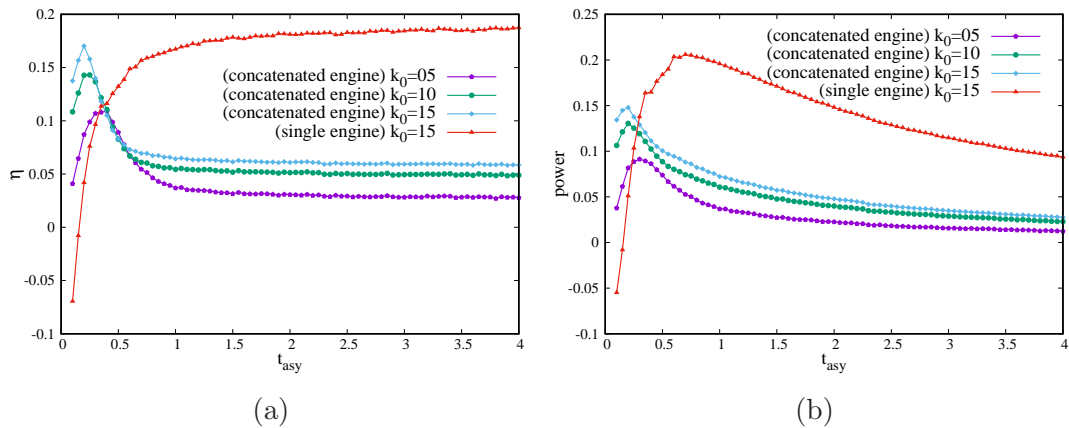 0.2
0.15
0.1
0.05
0
-0.05
-0.1
η
(concatenated engine) k0=05
(concatenated engine) k0=10
(concatenated engine) k0=15
(single engine) k0=15
0 0.5 1 1.5 2 2.5 3 3.5 4
tasy
(a)
0.25
0.2
0.15
0.1
0.05
0
-0.05
-0.1
power
(concatenated engine) k0=05
(concatenated engine) k0=10
(concatenated engine) k0=15
(single engine) k0=15
0 0.5 1 1.5 2 2.5 3 3.5 4
tasy
(b)